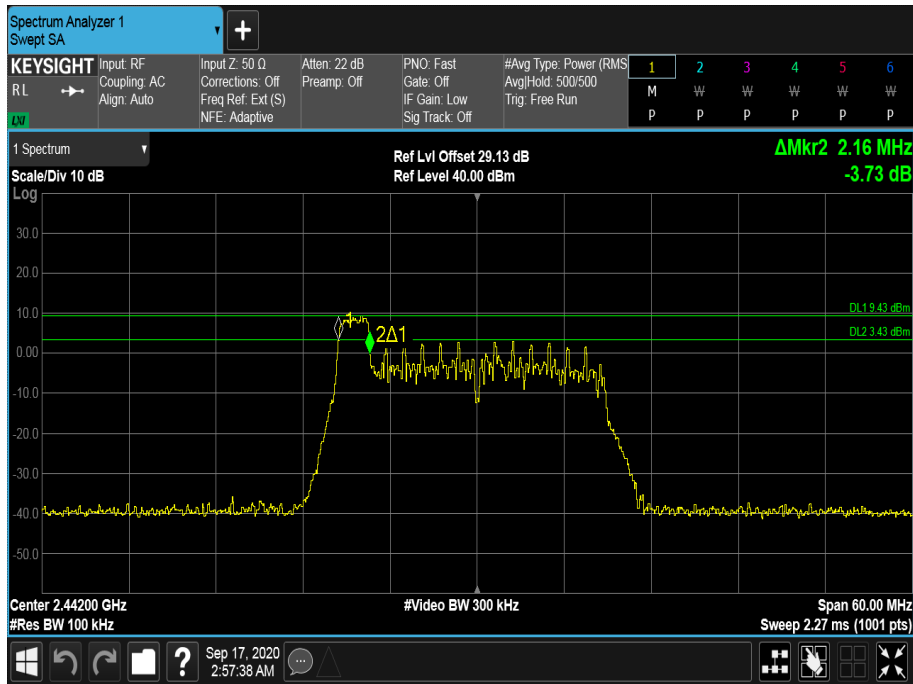 Spectrum Analyzer 1
Swept SA
+
KEYSIGHT
RL
LXI
Input: RF
Coupling: AC
Align: Auto
Input Z: 50 Ω
Corrections: Off
Freq Ref: Ext (S)
NFE: Adaptive
Atten: 22 dB
Preamp: Off
PNO: Fast
Gate: Off
IF Gain: Low
Sig Track: Off
#Avg Type: Power (RMS
Avg|Hold: 500/500
Trig: Free Run
1 2 3 4 5 6
M W W W W W
P P P P P P
1 Spectrum
Scale/Div 10 dB
Ref Lvl Offset 29.13 dB
Ref Level 40.00 dBm
ΔMkr2 2.16 MHz
-3.73 dB
Log
30.0
20.0
10.0
DL1 9.43 dBm
1
2Δ1
DL2 3.43 dBm
0.00
-10.0
-20.0
-30.0
-40.0
-50.0
Center 2.44200 GHz
#Video BW 300 kHz
Span 60.00 MHz
#Res BW 100 kHz
Sweep 2.27 ms (1001 pts)
?
Sep 17, 2020
2:57:38 AM